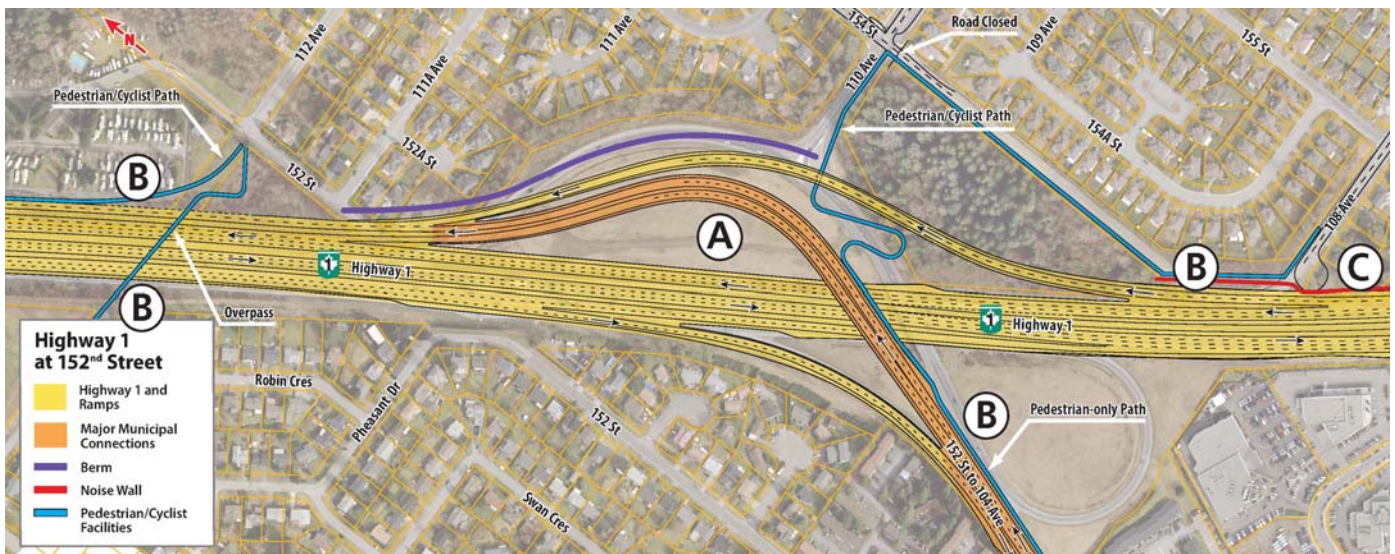 N
112 Ave
111A Ave
111 Ave
154 St
Road Closed
109 Ave
155 St
Pedestrian/Cyclist Path
110 Ave
Pedestrian/Cyclist Path
152A St
154A St
152 St
108 Ave
B
A
B
C
1
Highway 1
1
Highway 1
B
Overpass
Robin Cres
Pheasant Dr
152 St
Swan Cres
B
Pedestrian-only Path
152 St to 104 Ave
Highway 1
at 152nd Street
Highway 1 and
Ramps
Major Municipal
Connections
Berm
Noise Wall
Pedestrian/Cyclist
Facilities